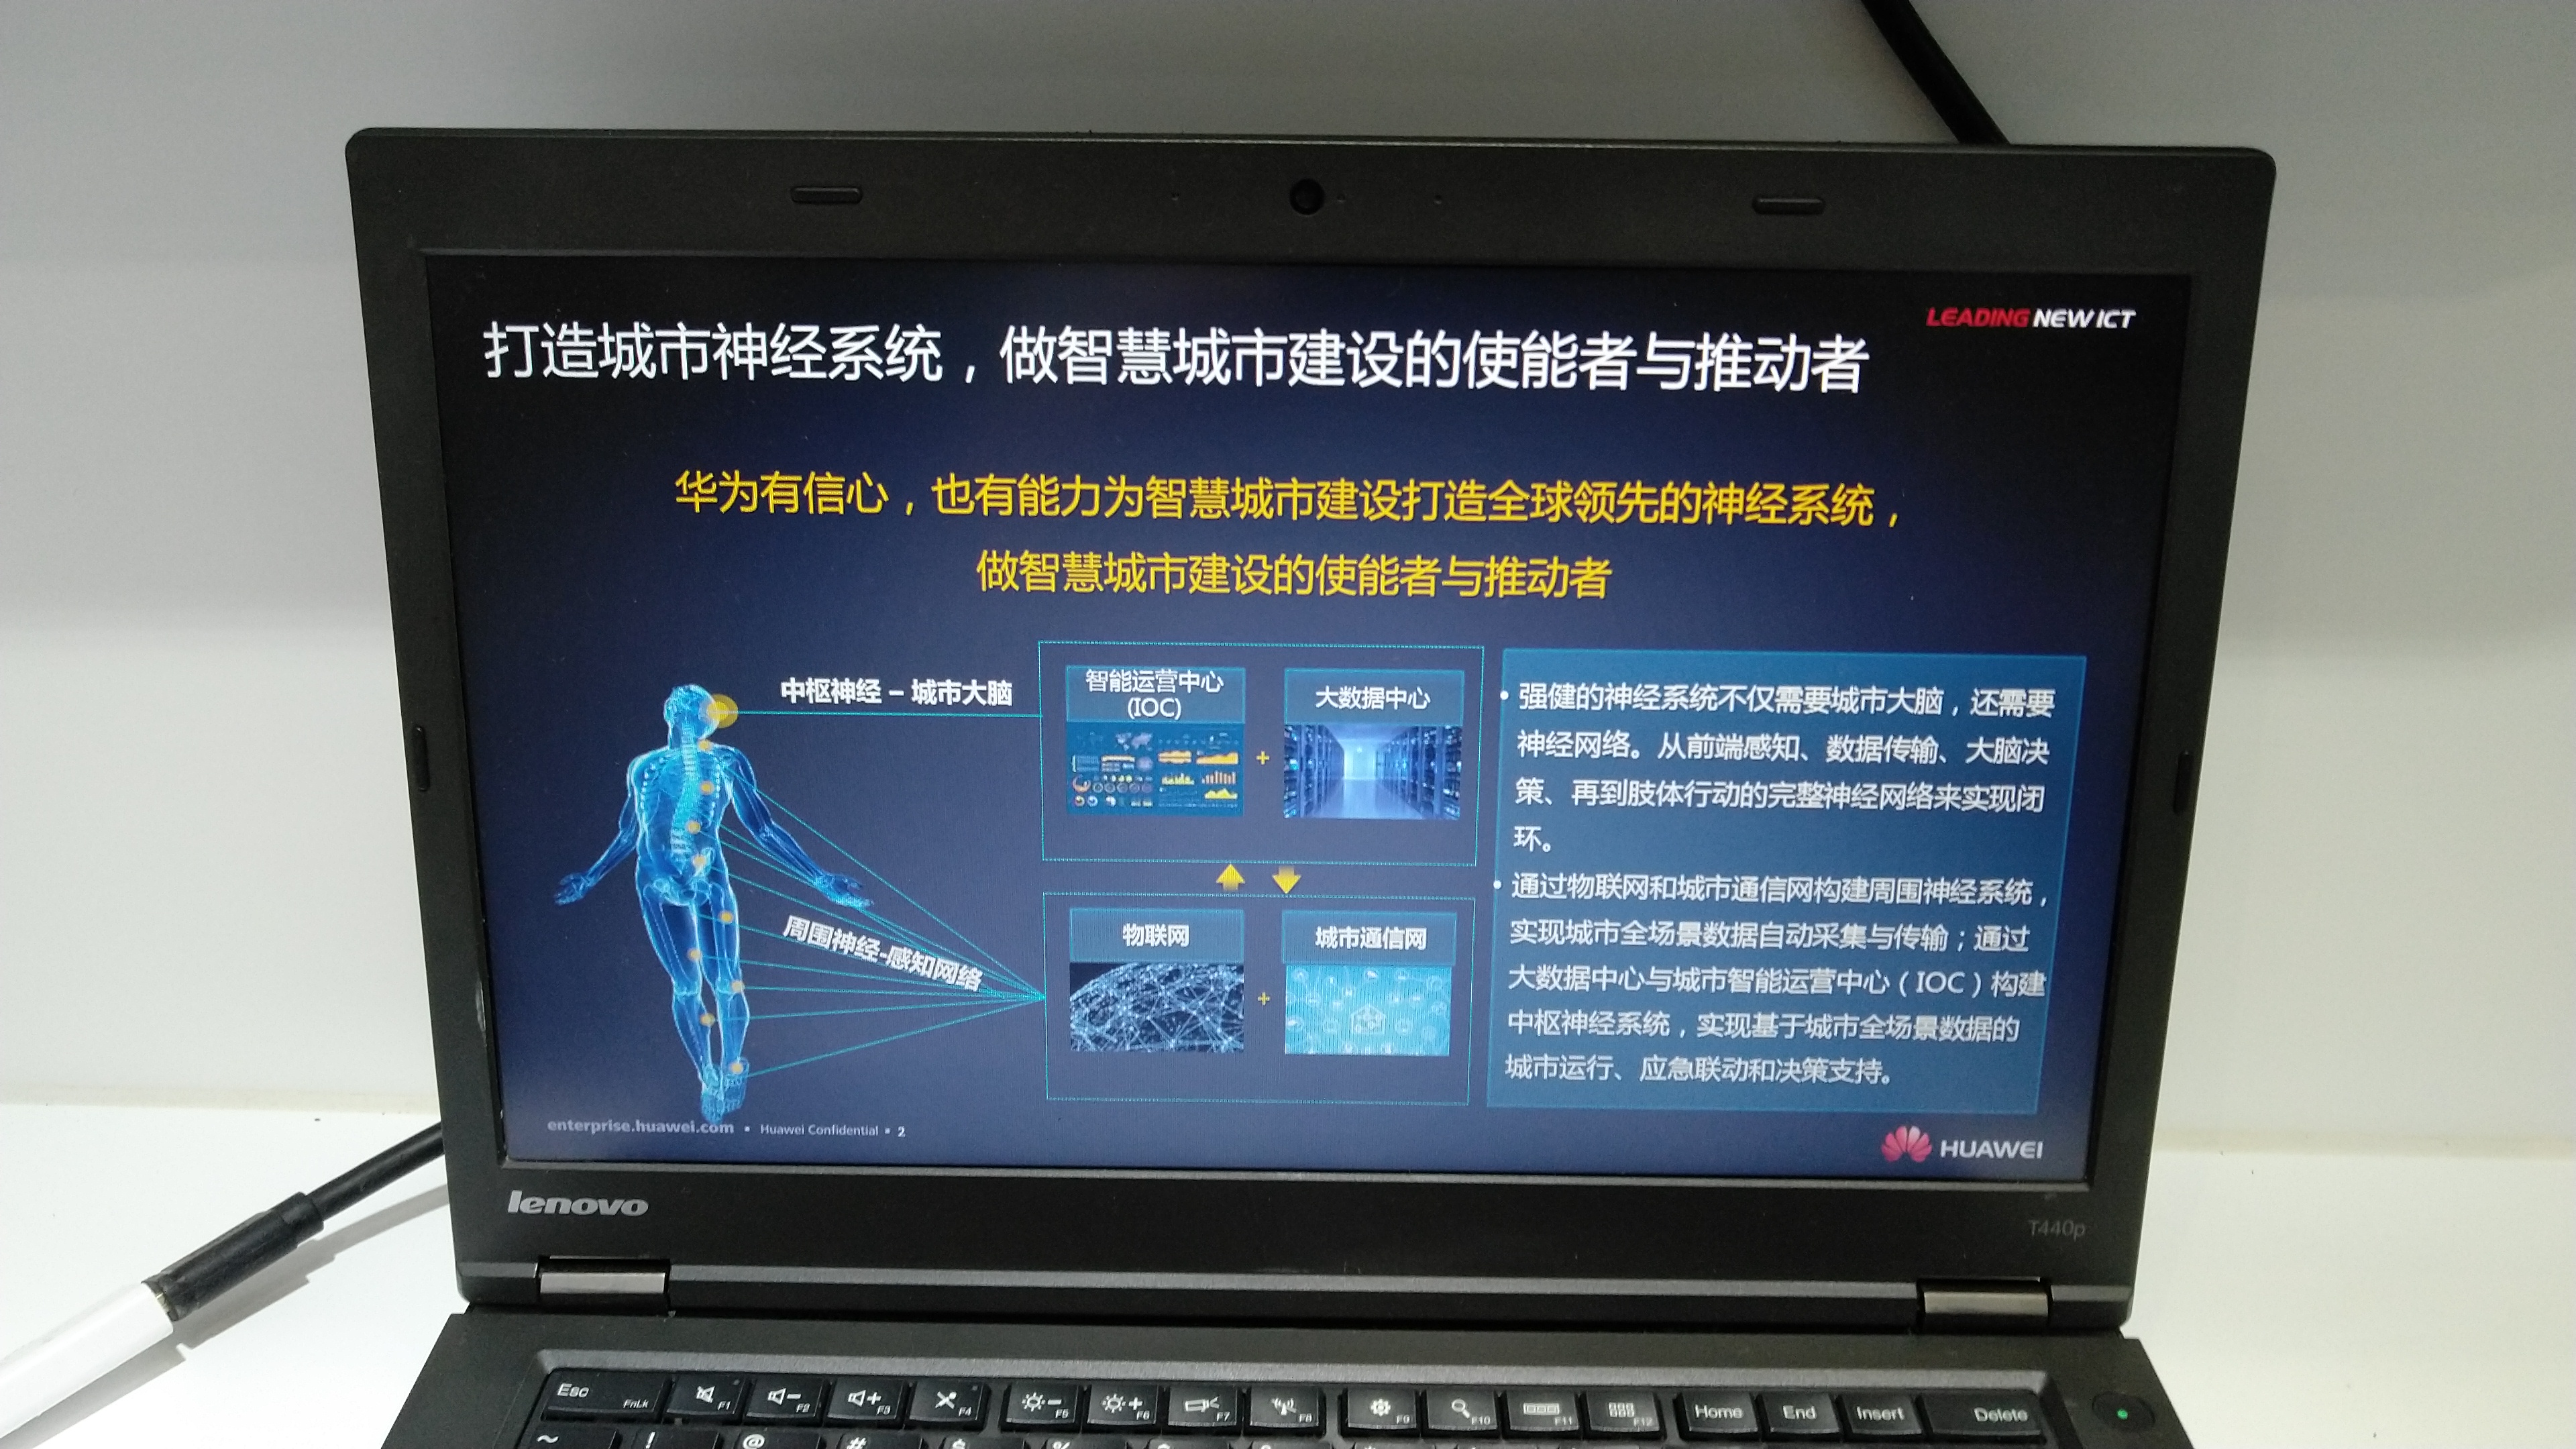 LEADING NEW ICT
打造城市神经系统，做智慧城市建设的使能者与推动者
华为有信心，也有能力为智慧城市建设打造全球领先的神经系统，
做智慧城市建设的使能者与推动者
中枢神经 – 城市大脑
智能运营中心
(IOC)
大数据中心
+
周围神经-感知网络
物联网
城市通信网
+
• 强健的神经系统不仅需要城市大脑，还需要
神经网络。从前端感知、数据传输、大脑决
策、再到肢体行动的完整神经网络来实现闭
环。
• 通过物联网和城市通信网构建周围神经系统，
实现城市全场景数据自动采集与传输；通过
大数据中心与城市智能运营中心（IOC）构建
中枢神经系统，实现基于城市全场景数据的
城市运行、应急联动和决策支持。
enterprise.huawei.com ▪ Huawei Confidential ▪ 2
HUAWEI
lenovo
T440p
Esc FnLk F1 F2 F3 F4 F5 F6 F7 F8 F9 F10 F11 F12 Home End Insert Delete
~ ! @ # $ %